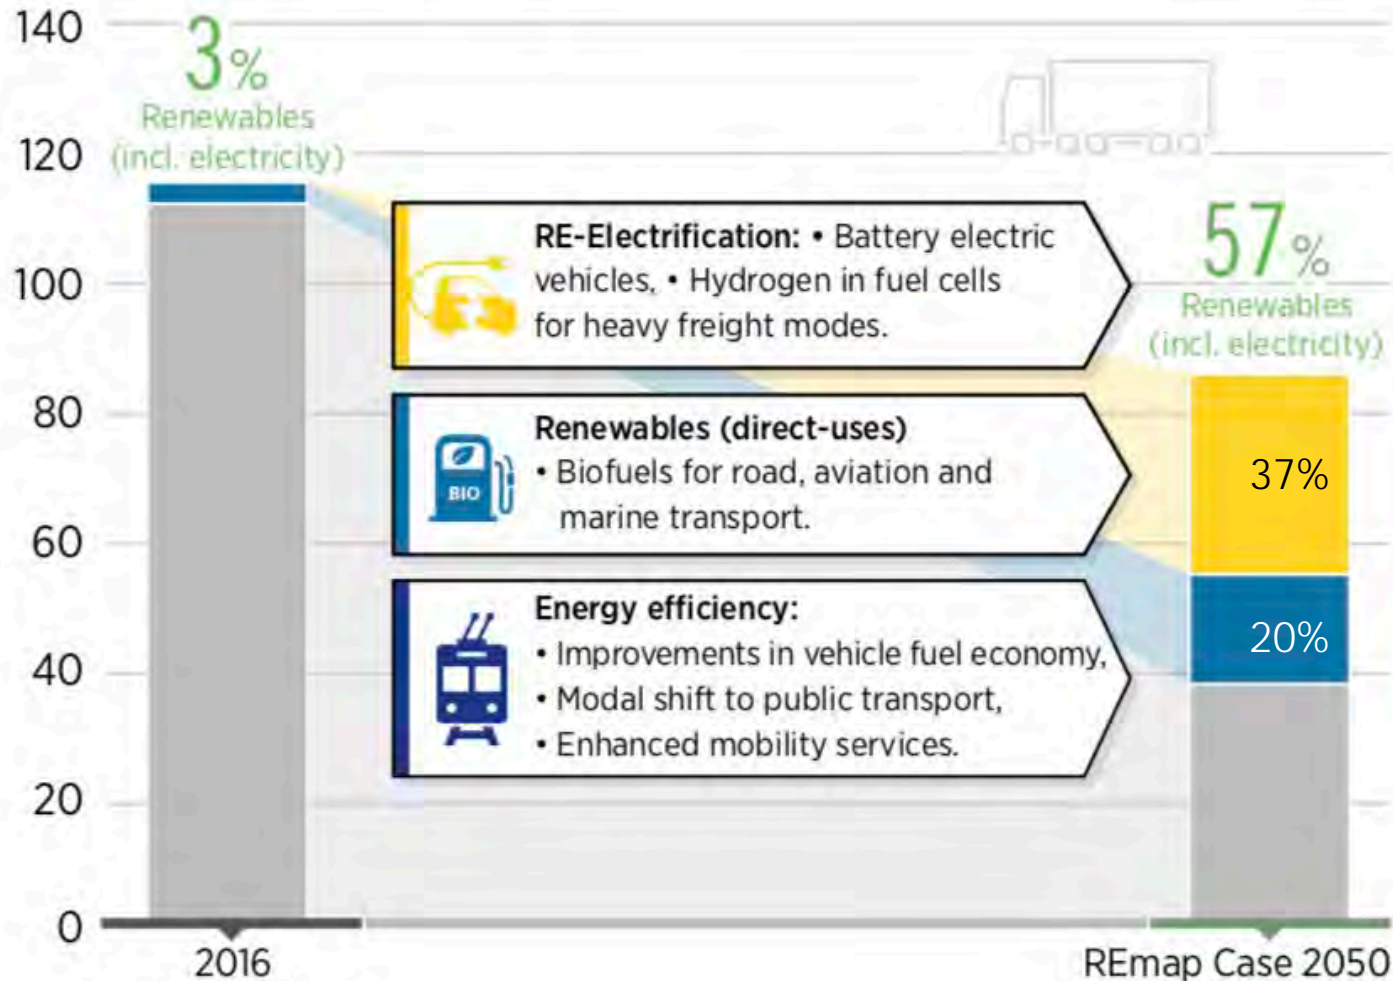 140
120
100
80
60
40
20
0
3%
Renewables
(incl. electricity)
RE-Electrification: • Battery electric
vehicles, • Hydrogen in fuel cells
for heavy freight modes.
BIO
Renewables (direct-uses)
• Biofuels for road, aviation and
marine transport.
Energy efficiency:
• Improvements in vehicle fuel economy,
• Modal shift to public transport,
• Enhanced mobility services.
57%
Renewables
(incl. electricity)
37%
20%
2016
REmap Case 2050